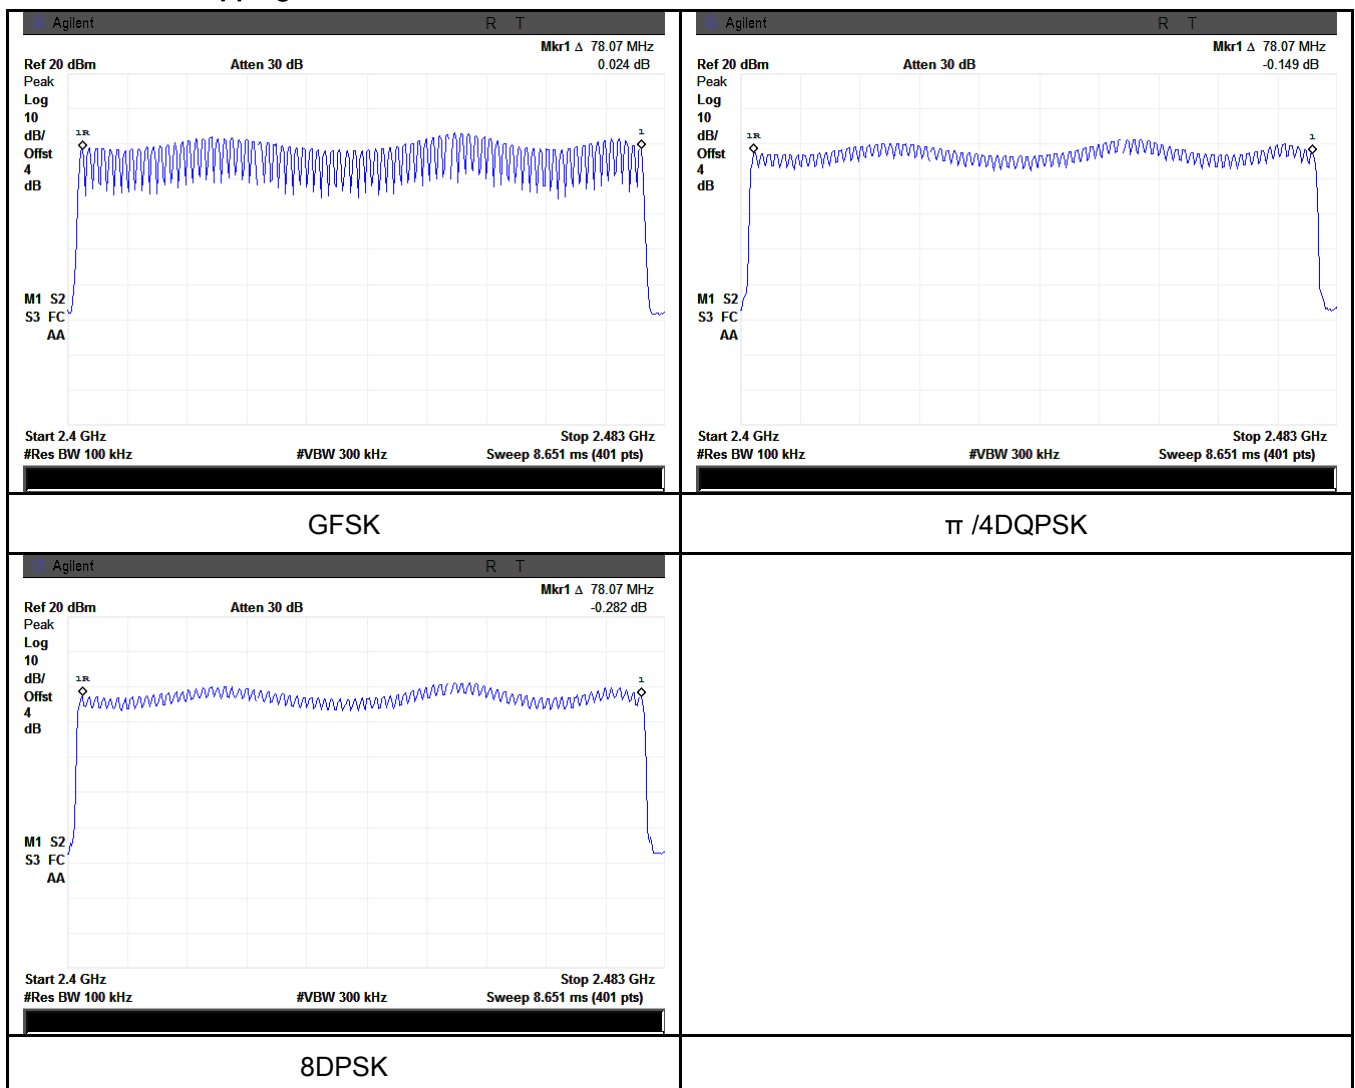 Agilent R T
Mkr1 Δ 78.07 MHz
Ref 20 dBm Atten 30 dB 0.024 dB
Peak
Log
10
dB/
Offst
4
dB
1R
1
M1 S2
S3 FC
AA
Start 2.4 GHz Stop 2.483 GHz
#Res BW 100 kHz #VBW 300 kHz Sweep 8.651 ms (401 pts)
GFSK
Agilent R T
Mkr1 Δ 78.07 MHz
Ref 20 dBm Atten 30 dB -0.149 dB
Peak
Log
10
dB/
Offst
4
dB
1R
1
M1 S2
S3 FC
AA
Start 2.4 GHz Stop 2.483 GHz
#Res BW 100 kHz #VBW 300 kHz Sweep 8.651 ms (401 pts)
π /4DQPSK
Agilent R T
Mkr1 Δ 78.07 MHz
Ref 20 dBm Atten 30 dB -0.282 dB
Peak
Log
10
dB/
Offst
4
dB
1R
1
M1 S2
S3 FC
AA
Start 2.4 GHz Stop 2.483 GHz
#Res BW 100 kHz #VBW 300 kHz Sweep 8.651 ms (401 pts)
8DPSK